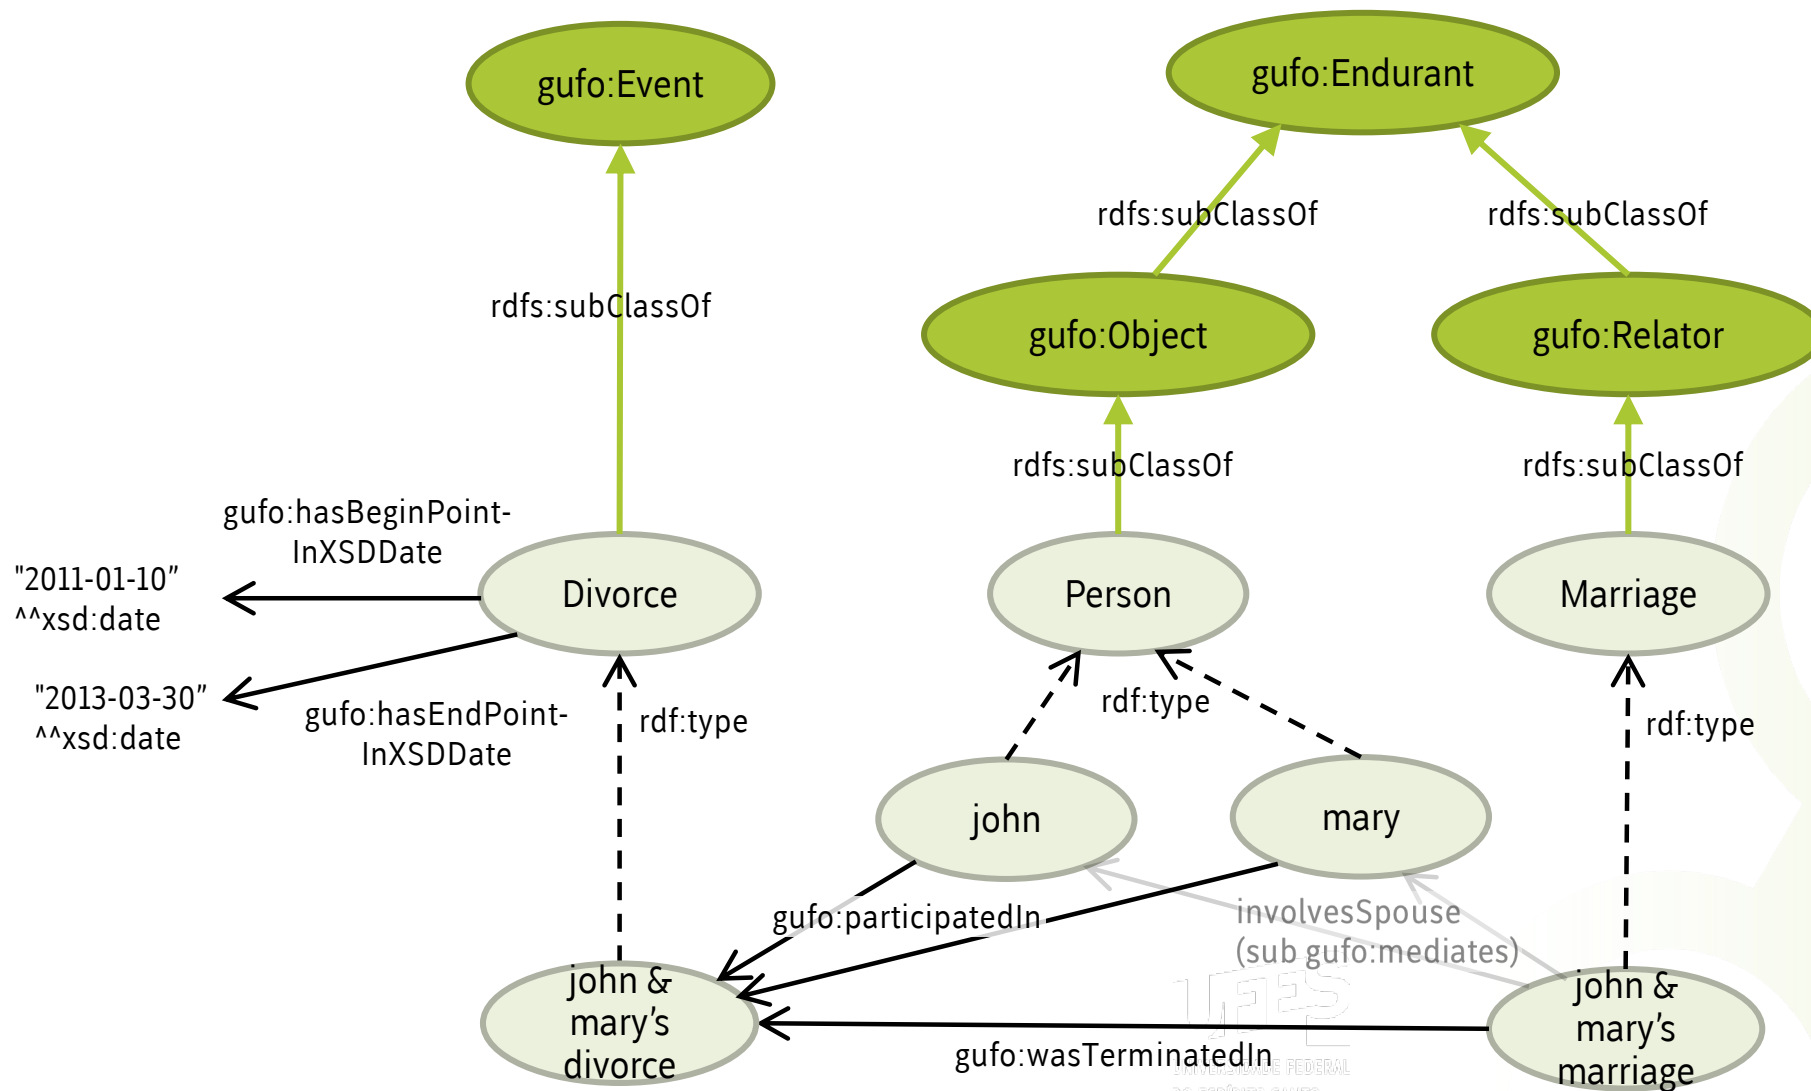 gufo:Event
gufo:Endurant
rdfs:subClassOf
rdfs:subClassOf
rdfs:subClassOf
gufo:Object
gufo:Relator
rdfs:subClassOf
rdfs:subClassOf
gufo:hasBeginPoint-
InXSDDate
"2011-01-10”
^^xsd:date
Divorce
Person
Marriage
"2013-03-30”
^^xsd:date
gufo:hasEndPoint-
InXSDDate
rdf:type
rdf:type
rdf:type
john
mary
gufo:participatedIn
involvesSpouse
(sub gufo:mediates)
john &
mary’s
divorce
john &
mary’s
marriage
gufo:wasTerminatedIn
UFES
UNIVERSIDADE FEDERAL